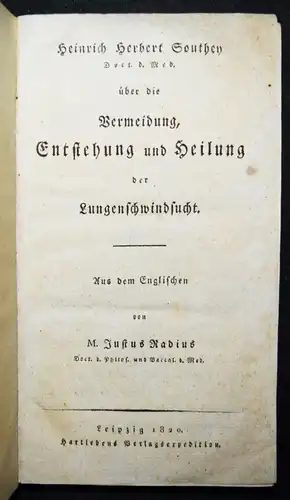 Heinrich Herbert Southey
Doct. d. Med.
über die
Vermeidung,
Entstehung und Heilung
der
Lungenschwindsucht.
Aus dem Englischen
von
M. Justus Radius
Doct. d. Philos. und Baccal. d. Med.
Leipzig 1820.
Hartlebens Verlagsexpedition.